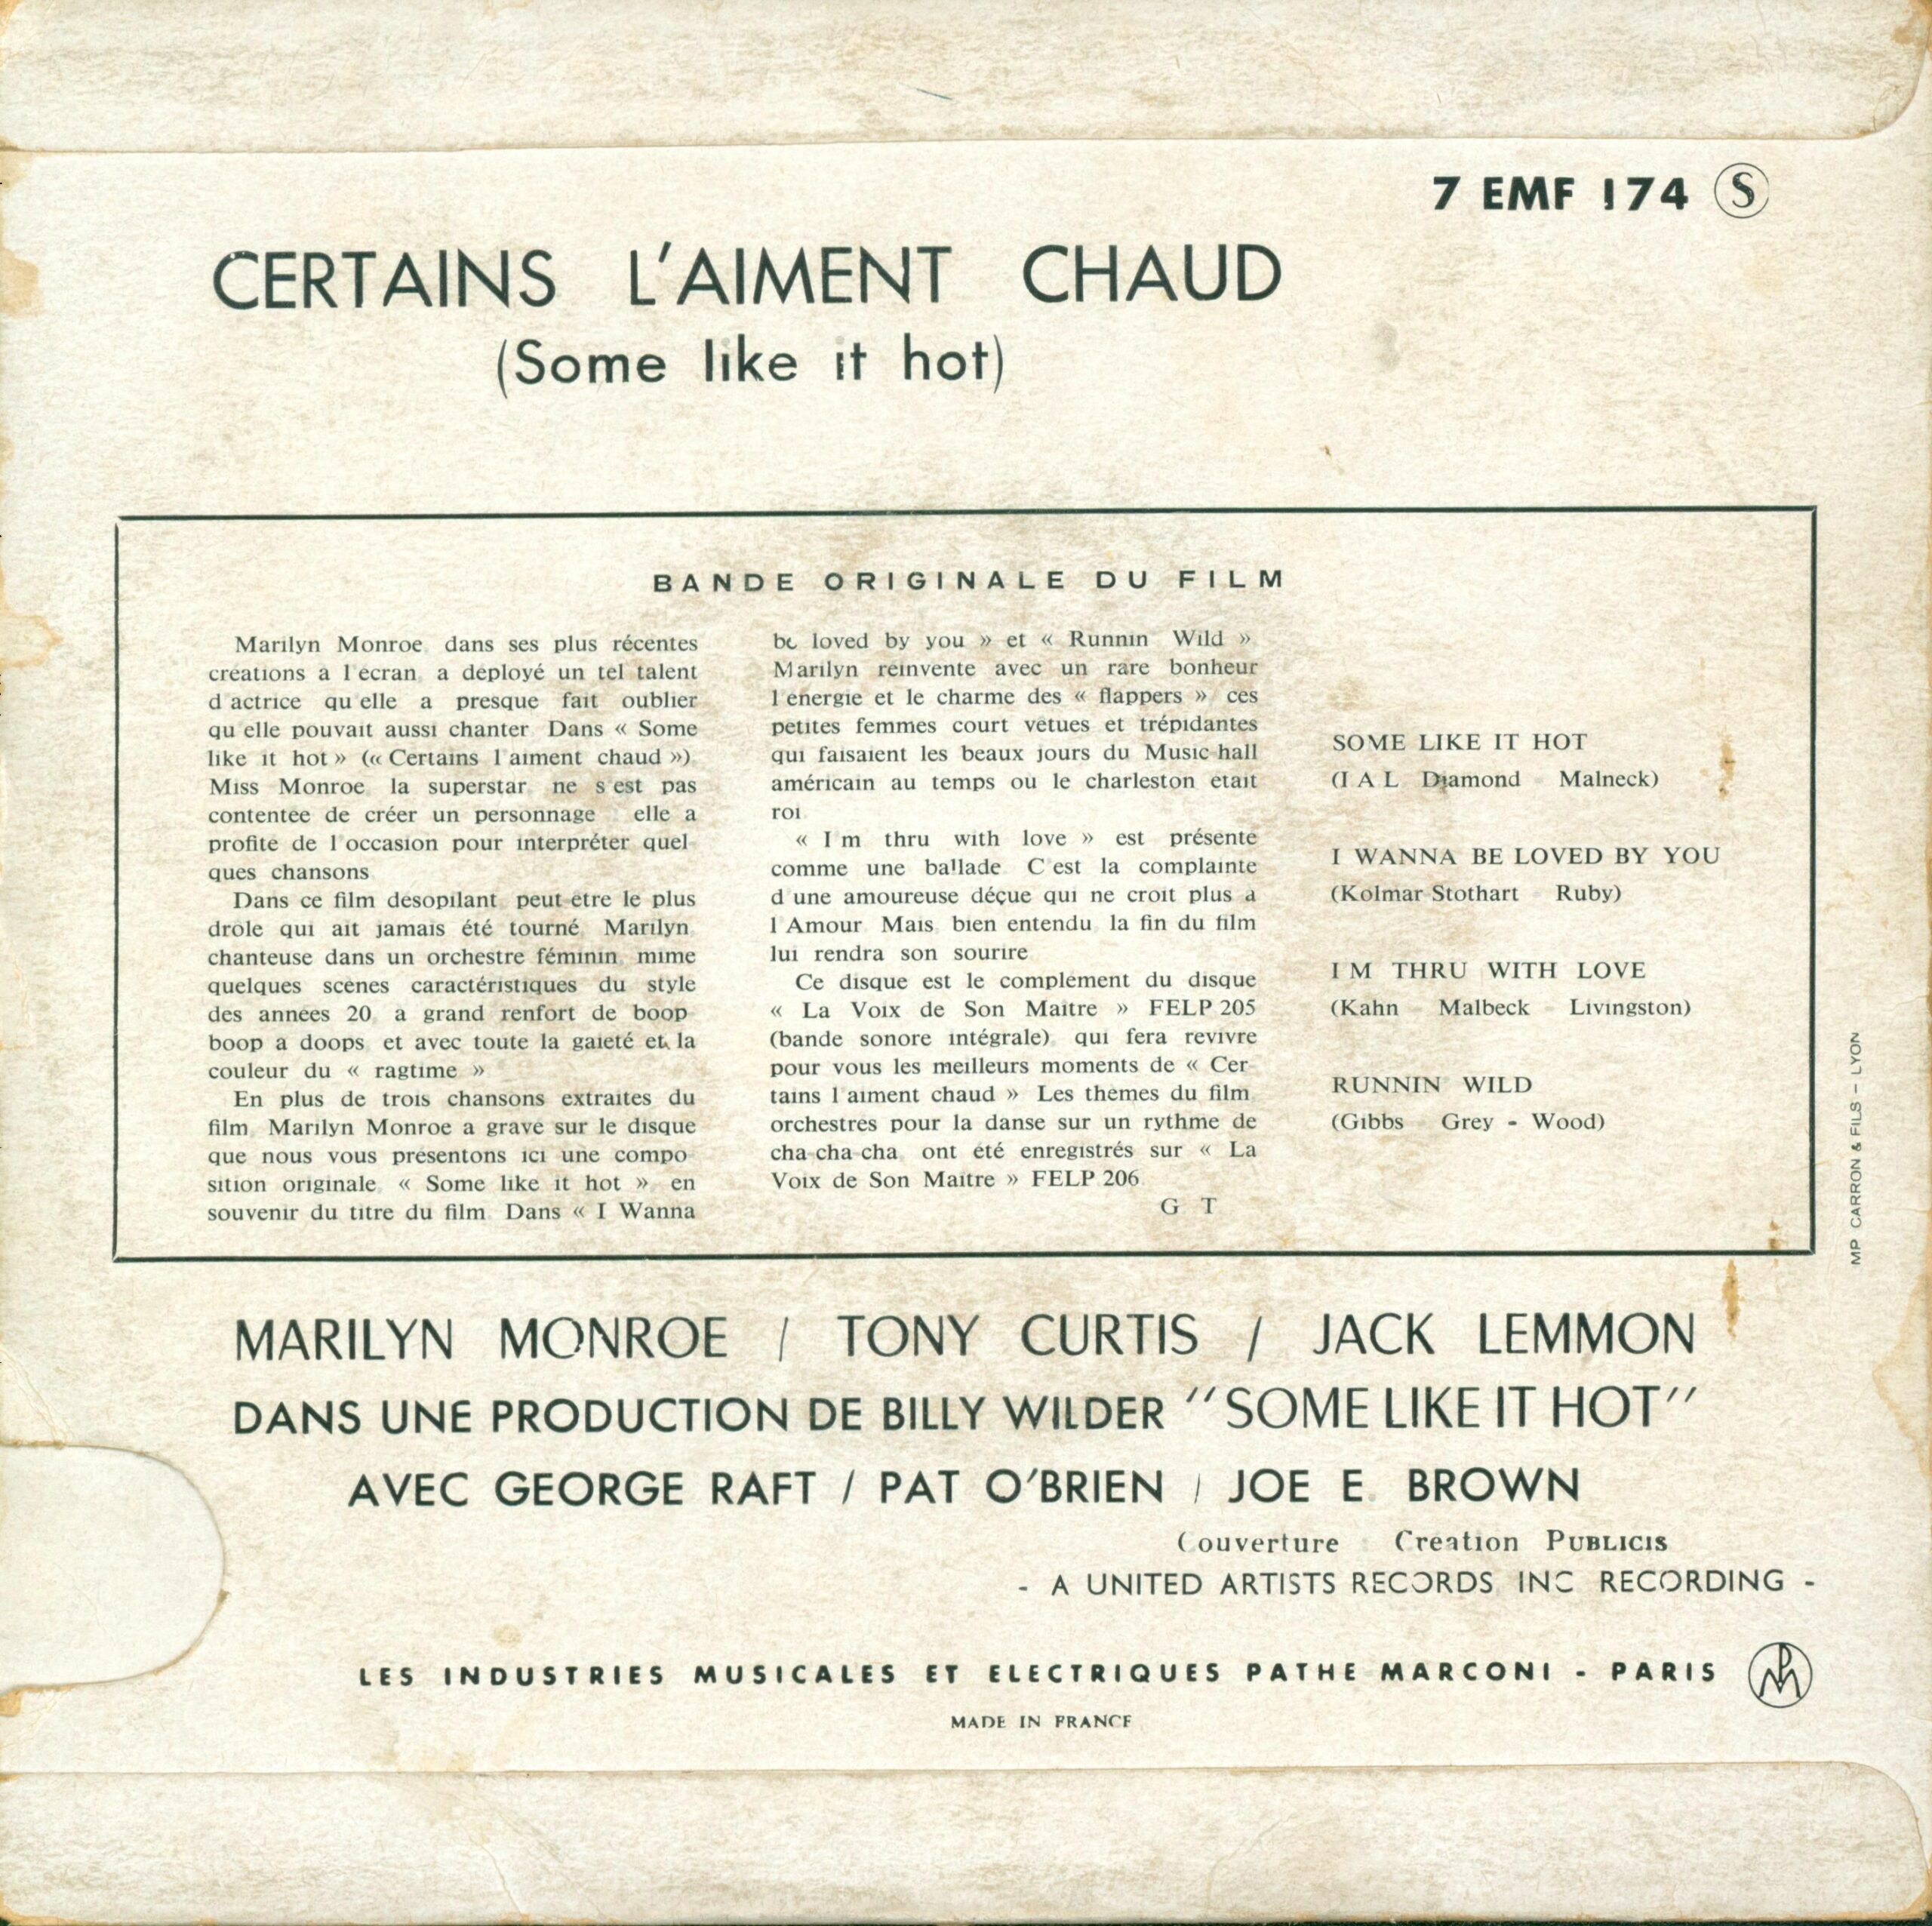 7 EMF 174 Ⓢ
CERTAINS L'AIMENT CHAUD
(Some like it hot)
BANDE ORIGINALE DU FILM
Marilyn Monroe dans ses plus récentes
creations a l ecran a deployé un tel talent
d actrice qu elle a presque fait oublier
qu elle pouvait aussi chanter Dans « Some
like it hot » (« Certains l aiment chaud »)
Miss Monroe la superstar ne s est pas
contentee de créer un personnage elle a
profite de l occasion pour interpréter quel
ques chansons
Dans ce film desopilant peut etre le plus
drole qui ait jamais été tourné Marilyn
chanteuse dans un orchestre féminin mime
quelques scenes caractéristiques du style
des annees 20 a grand renfort de boop
boop a doops et avec toute la gaieté et la
couleur du « ragtime »
En plus de trois chansons extraites du
film Marilyn Monroe a grave sur le disque
que nous vous presentons ici une compo
sition originale « Some like it hot » en
souvenir du titre du film Dans « I Wanna
be loved by you » et « Runnin Wild »
Marilyn reinvente avec un rare bonheur
l energie et le charme des « flappers » ces
petites femmes court vetues et trépidantes
qui faisaient les beaux jours du Music-hall
américain au temps ou le charleston etait
roi
« I m thru with love » est présente
comme une ballade C est la complainte
d une amoureuse déçue qui ne croit plus a
l Amour Mais bien entendu la fin du film
lui rendra son sourire
Ce disque est le complement du disque
« La Voix de Son Maitre » FELP 205
(bande sonore intégrale) qui fera revivre
pour vous les meilleurs moments de « Cer
tains l aiment chaud » Les themes du film
orchestres pour la danse sur un rythme de
cha-cha-cha ont été enregistrés sur « La
Voix de Son Maitre » FELP 206
G T
SOME LIKE IT HOT
(I A L Diamond - Malneck)
I WANNA BE LOVED BY YOU
(Kolmar Stothart Ruby)
I M THRU WITH LOVE
(Kahn - Malbeck - Livingston)
RUNNIN WILD
(Gibbs Grey - Wood)
MP CARRON & FILS - LYON
MARILYN MONROE / TONY CURTIS / JACK LEMMON
DANS UNE PRODUCTION DE BILLY WILDER "SOME LIKE IT HOT"
AVEC GEORGE RAFT / PAT O'BRIEN / JOE E. BROWN
Couverture Creation PUBLICIS
- A UNITED ARTISTS RECORDS INC RECORDING -
LES INDUSTRIES MUSICALES ET ELECTRIQUES PATHE MARCONI - PARIS
MADE IN FRANCE